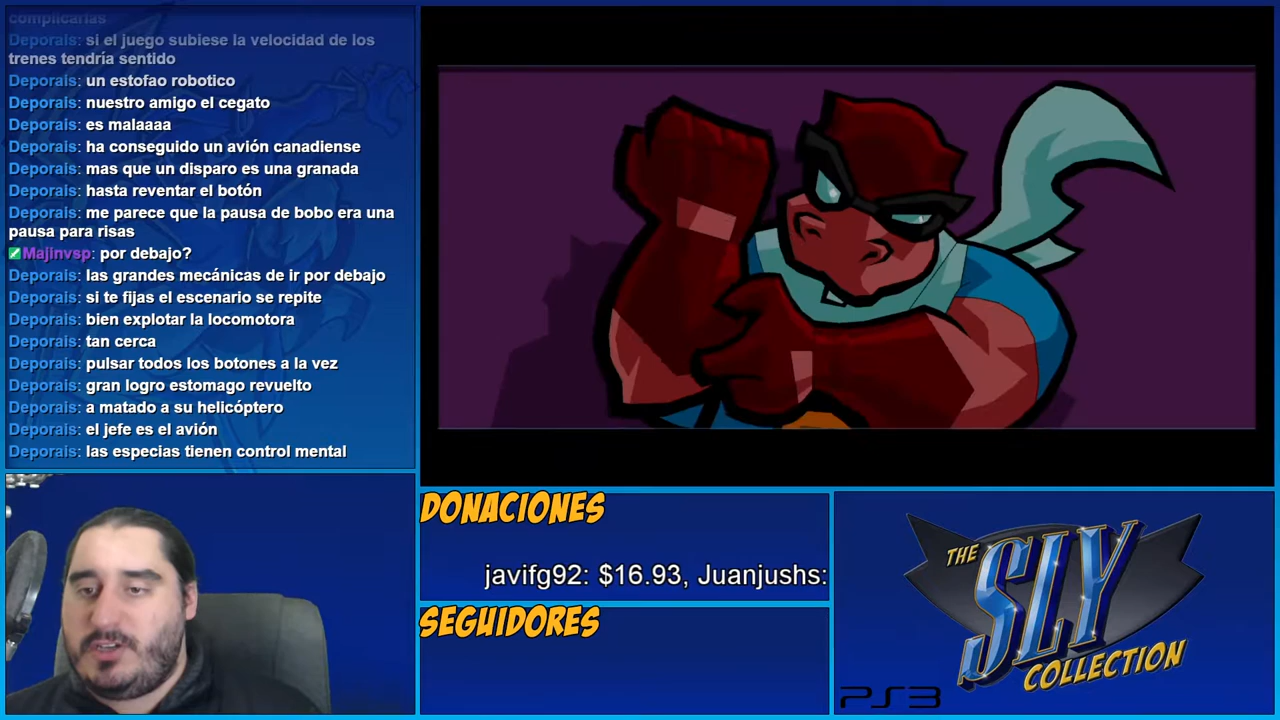 complicarlas
Deporais: si el juego subiese la velocidad de los
trenes tendría sentido
Deporais: un estofao robotico
Deporais: nuestro amigo el cegato
Deporais: es malaaaa
Deporais: ha conseguido un avión canadiense
Deporais: mas que un disparo es una granada
Deporais: hasta reventar el botón
Deporais: me parece que la pausa de bobo era una
pausa para risas
Majinvsp: por debajo?
Deporais: las grandes mecánicas de ir por debajo
Deporais: si te fijas el escenario se repite
Deporais: bien explotar la locomotora
Deporais: tan cerca
Deporais: pulsar todos los botones a la vez
Deporais: gran logro estomago revuelto
Deporais: a matado a su helicóptero
Deporais: el jefe es el avión
Deporais: las especias tienen control mental
DONACIONES
javifg92: $16.93, Juanjushs:
SEGUIDORES
THE
SLY
COLLECTION
PS3